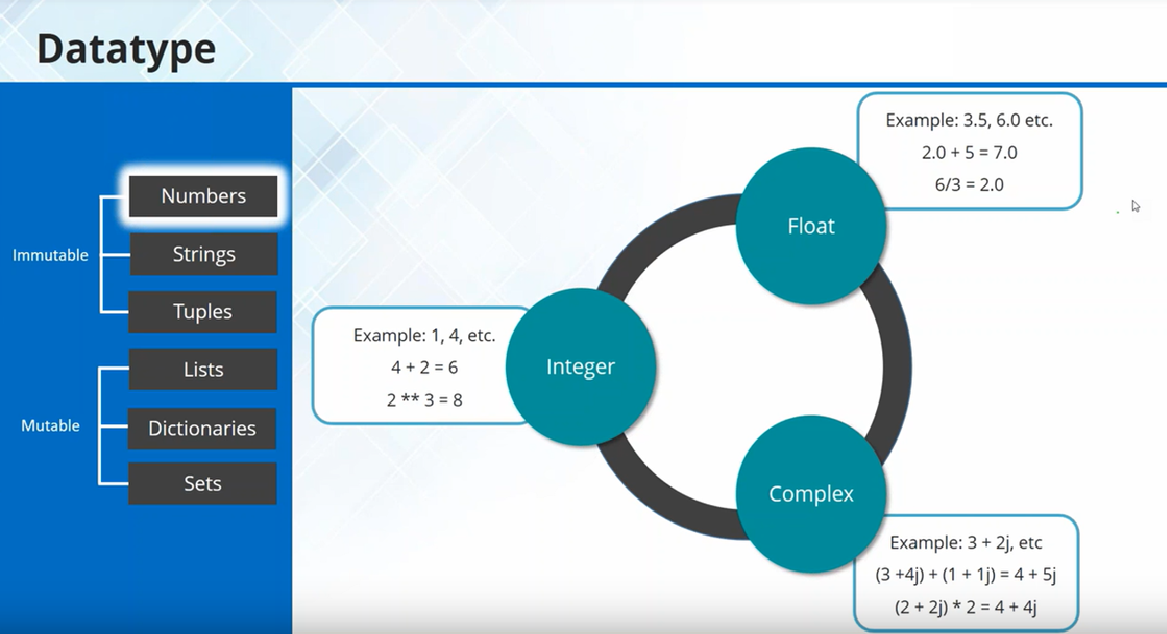 Datatype
Immutable
Numbers
Strings
Tuples
Mutable
Lists
Dictionaries
Sets
Example: 3.5, 6.0 etc.
2.0 + 5 = 7.0
6/3 = 2.0
Float
Example: 1, 4, etc.
4 + 2 = 6
2 ** 3 = 8
Integer
Complex
Example: 3 + 2j, etc
(3 +4j) + (1 + 1j) = 4 + 5j
(2 + 2j) * 2 = 4 + 4j